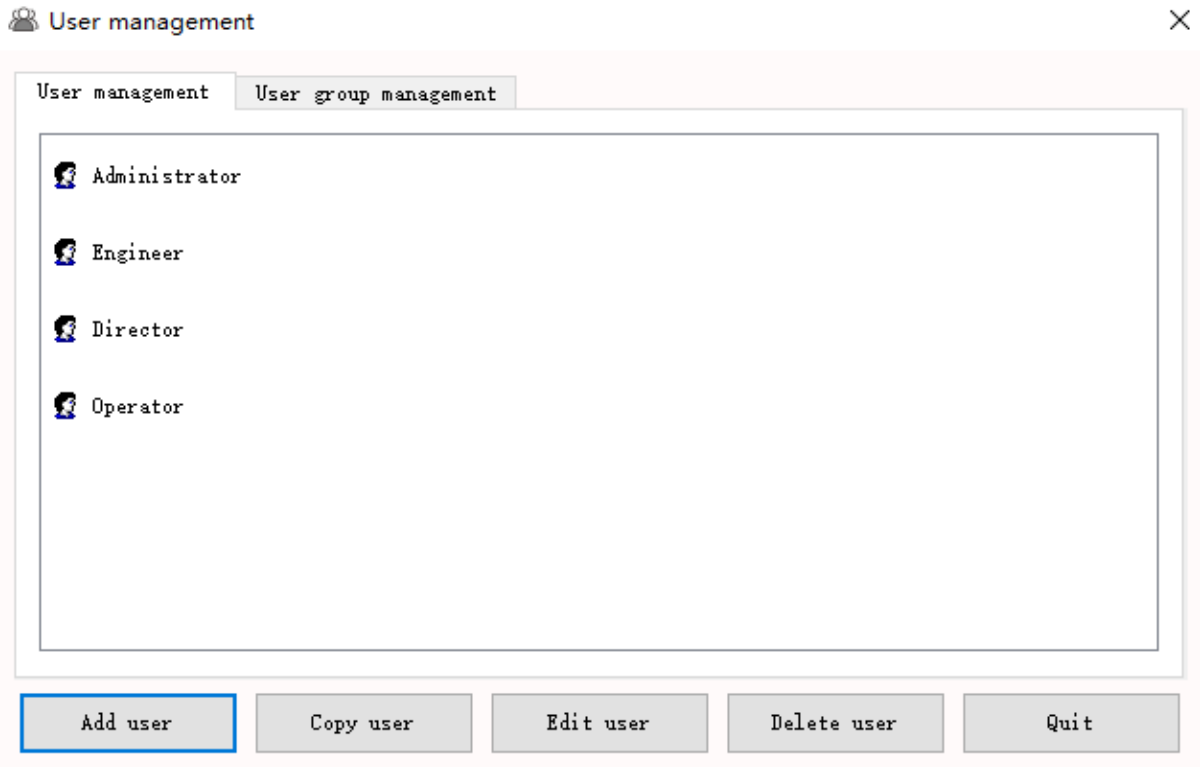 User management
User management User group management
Administrator
Engineer
Director
Operator
Add user Copy user Edit user Delete user Quit